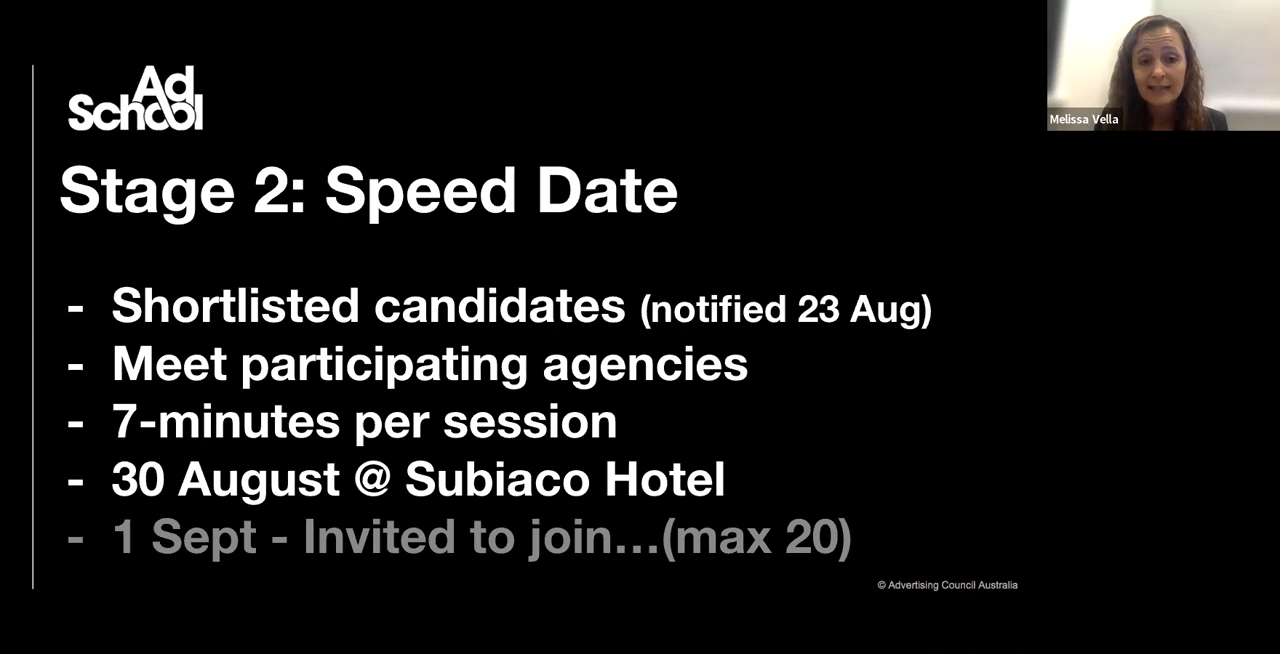 Ad
School
Melissa Vella
Stage 2: Speed Date
- Shortlisted candidates (notified 23 Aug)
- Meet participating agencies
- 7-minutes per session
- 30 August @ Subiaco Hotel
- 1 Sept - Invited to join...(max 20)
© Advertising Council Australia